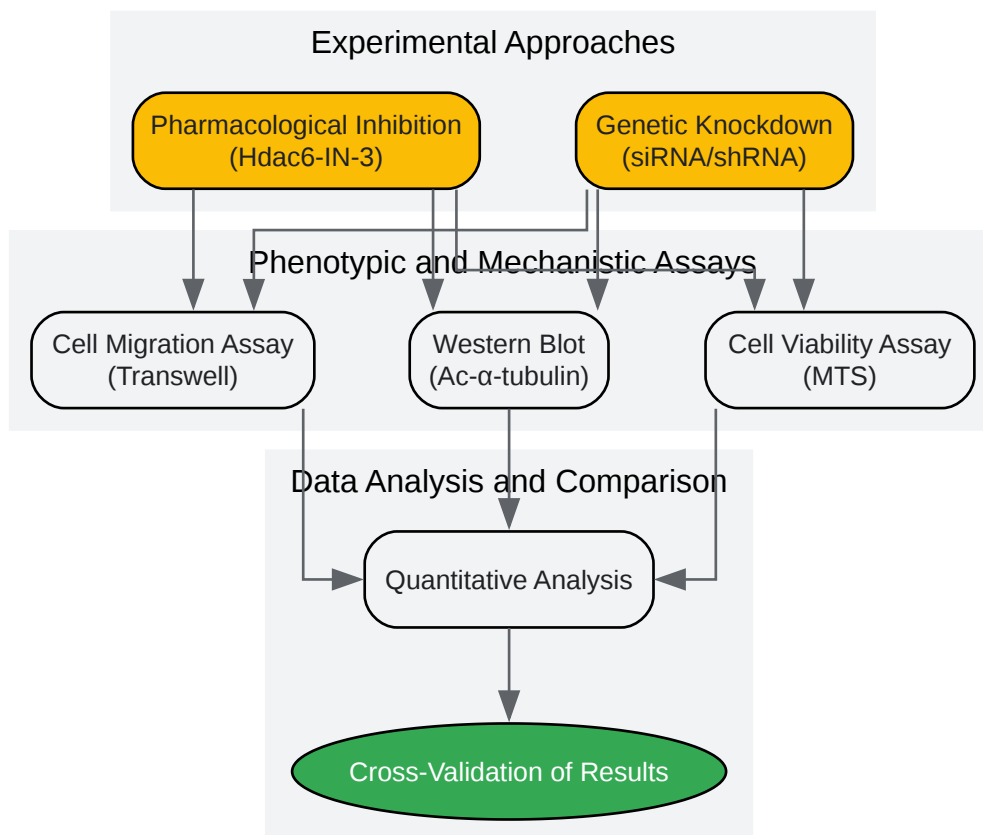 Experimental Approaches
Pharmacological Inhibition
(Hdac6-IN-3)
Genetic Knockdown
(siRNA/shRNA)
Phenotypic and Mechanistic Assays
Cell Migration Assay
(Transwell)
Western Blot
(Ac-α-tubulin)
Cell Viability Assay
(MTS)
Data Analysis and Comparison
Quantitative Analysis
Cross-Validation of Results